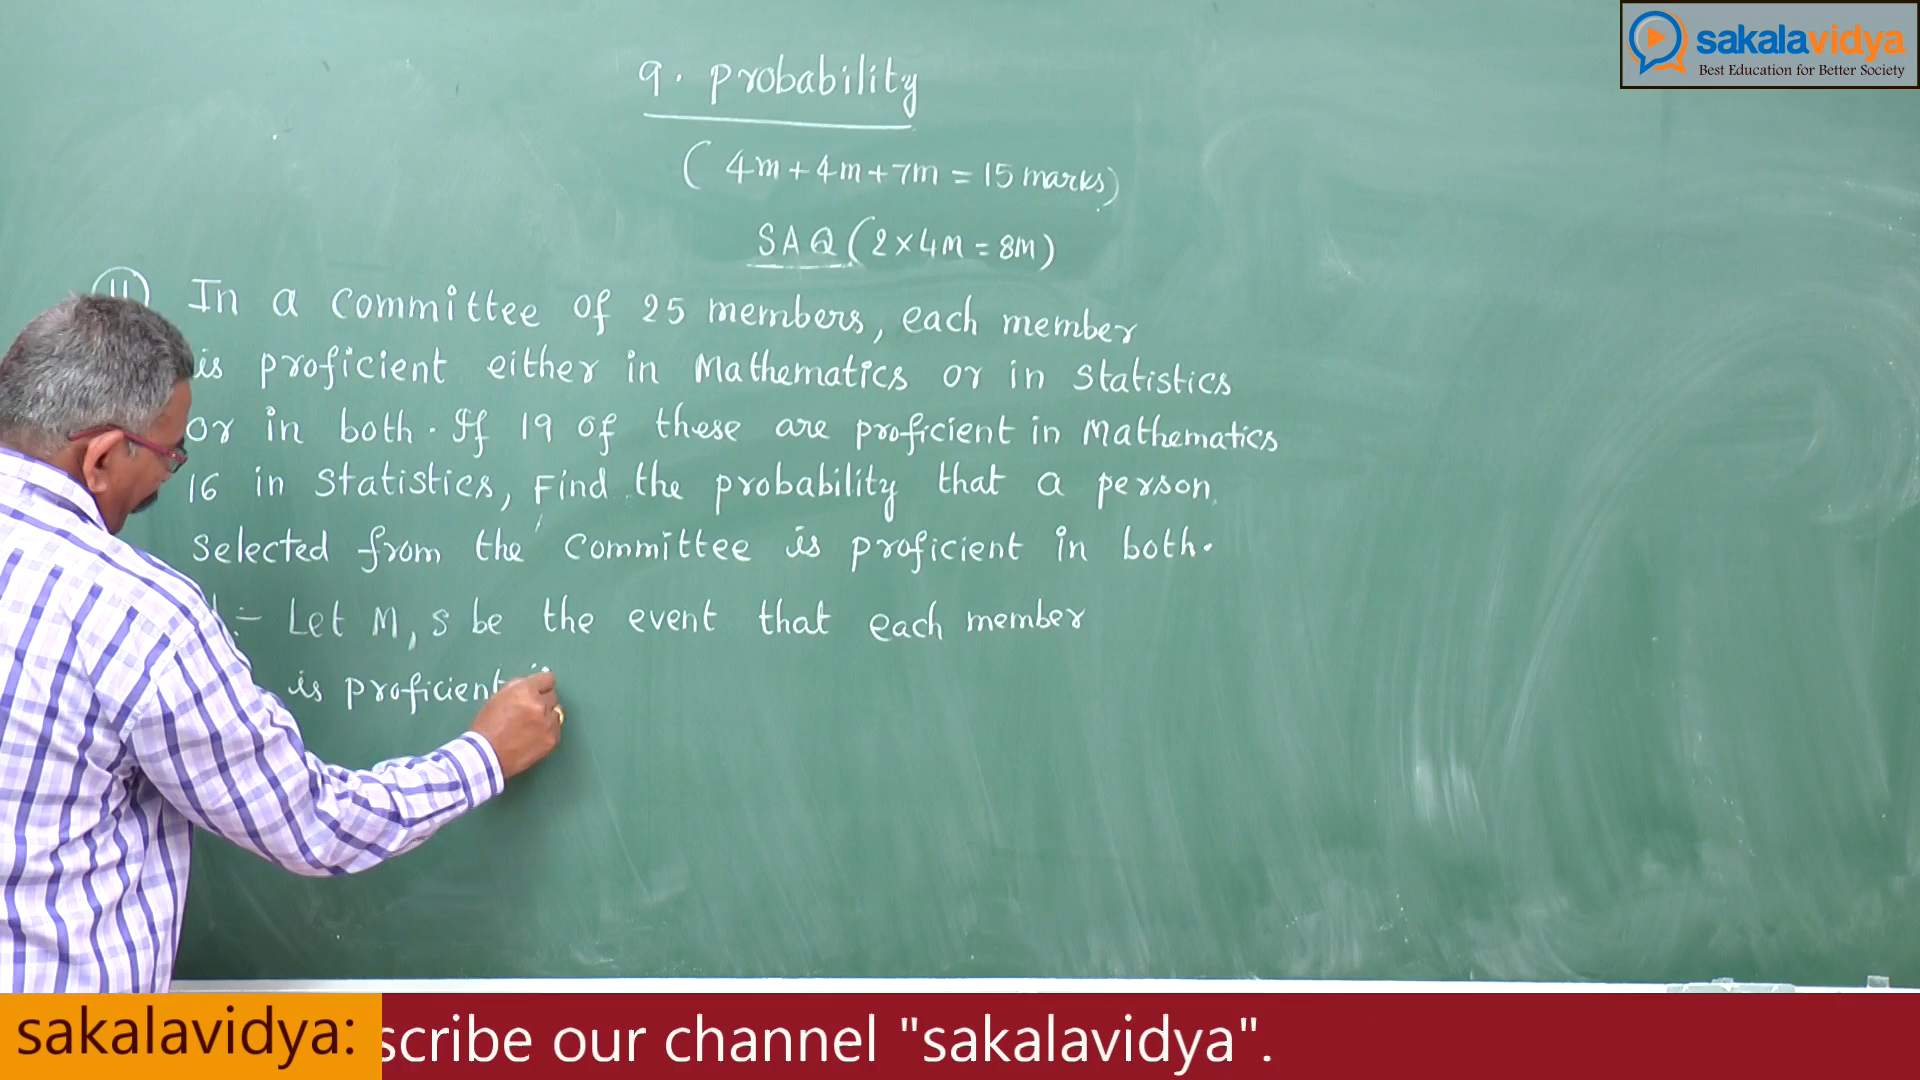 sakalavidya
Best Education for Better Society
9. probability
(4m+4m+7m = 15 marks)
SAQ (2x4M = 8M)
11 In a committee of 25 members, each member
is proficient either in Mathematics or in Statistics
or in both. If 19 of these are proficient in Mathematics
16 in Statistics, Find the probability that a person
selected from the committee is proficient in both.
:- Let M, S be the event that each member
is proficient
sakalavidya:
scribe our channel "sakalavidya".